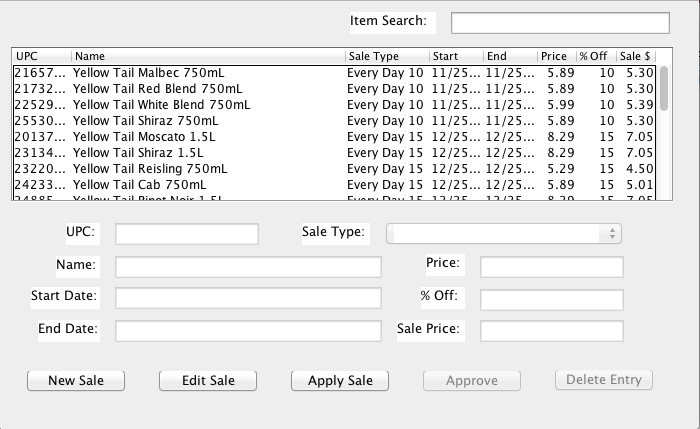 Item Search:
UPC Name Sale Type Start End Price % Off Sale $
21657... Yellow Tail Malbec 750mL Every Day 10 11/25... 11/25... 5.89 10 5.30
21732... Yellow Tail Red Blend 750mL Every Day 10 11/25... 11/25... 5.89 10 5.30
22529... Yellow Tail White Blend 750mL Every Day 10 11/25... 11/25... 5.99 10 5.39
25530... Yellow Tail Shiraz 750mL Every Day 10 11/25... 11/25... 5.89 10 5.30
20137... Yellow Tail Moscato 1.5L Every Day 15 12/25... 12/25... 8.29 15 7.05
23134... Yellow Tail Shiraz 1.5L Every Day 15 12/25... 12/25... 8.29 15 7.05
23220... Yellow Tail Reisling 750mL Every Day 15 12/25... 12/25... 5.29 15 4.50
24233... Yellow Tail Cab 750mL Every Day 15 12/25... 12/25... 5.89 15 5.01
24885... Yellow Tail Pinot Noir 1.5L Every Day 15 12/25... 12/25... 8.29 15 7.05
UPC: Sale Type:
Name: Price:
Start Date: % Off:
End Date: Sale Price:
New Sale Edit Sale Apply Sale Approve Delete Entry